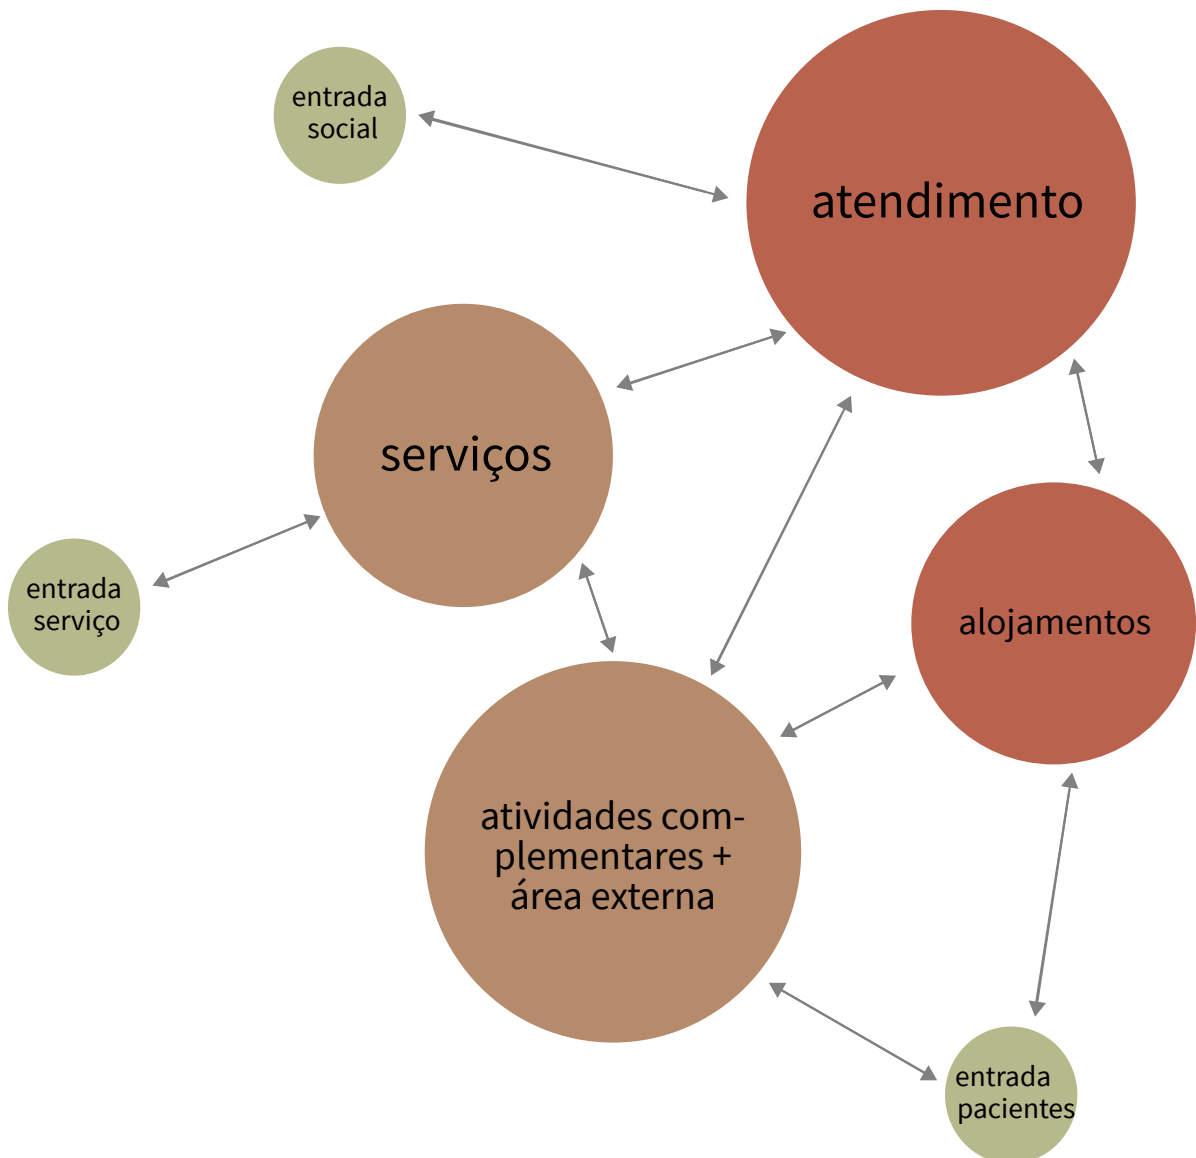 entrada
social
atendimento
serviços
entrada
serviço
alojamentos
atividades com-
plementares +
área externa
entrada
pacientes